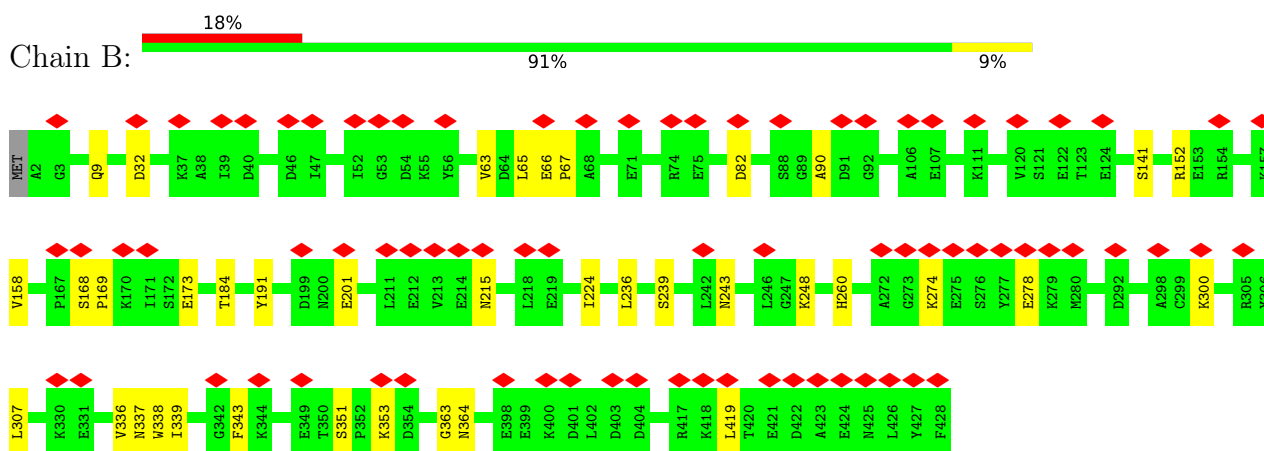 18%
Chain B:
91% 9%
MET A2 G3 Q9 D32 K37 A38 I39 D40 D46 I47 I52 G53 D54 K55 Y56 V63 D64 L65 E66 P67 A68 E71 R74 E75 D82 S88 G89 A90 D91 G92 A106 E107 K111 V120 S121 E122 T123 E124 S141 R152 E153 R154
V158 P167 S168 P169 K170 I171 S172 E173 T184 Y191 D199 N200 E201 L211 E212 V213 E214 N215 L218 E219 I224 L236 S239 L242 N243 L246 G247 K248 H260 A272 G273 K274 E275 S276 Y277 E278 K279 M280 D292 A298 C299 K300 R305
L307 K330 E331 V336 N337 W338 I339 G342 F343 K344 E349 T350 S351 P352 K353 D354 G363 N364 E398 E399 K400 D401 L402 D403 D404 R417 K418 L419 T420 E421 D422 A423 E424 N425 L426 Y427 F428